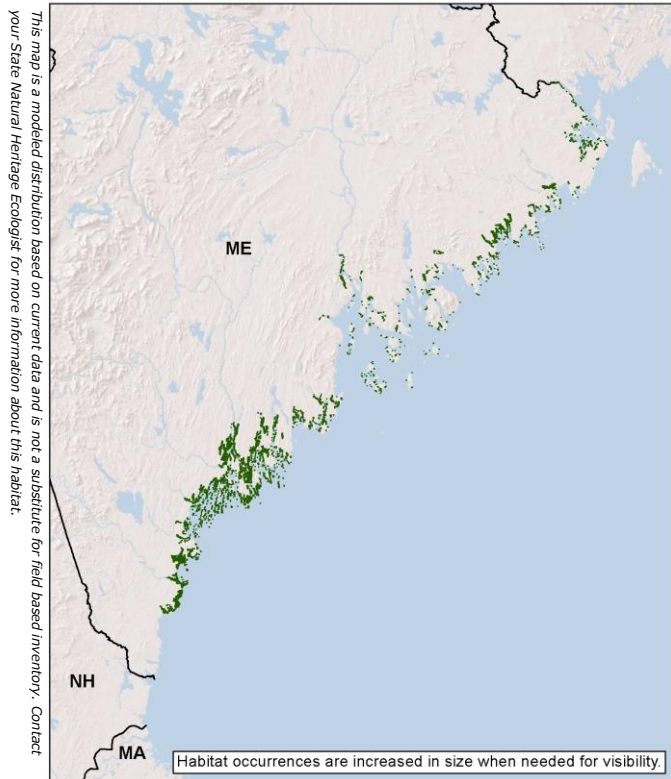 This map is a modeled distribution based on current data and is not a substitute for field based inventory. Contact
your State Natural Heritage Ecologist for more information about this habitat.
ME
NH
MA
Habitat occurrences are increased in size when needed for visibility.